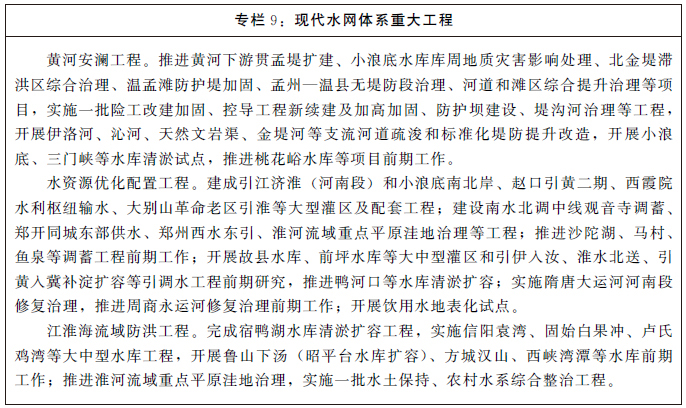 专栏 9：现代水网体系重大工程
黄河安澜工程。推进黄河下游贯孟堤扩建、小浪底水库库周地质灾害影响处理、北金堤滞
洪区综合治理、温孟滩防护堤加固、孟州—温县无堤防段治理、河道和滩区综合提升治理等项
目，实施一批险工改建加固、控导工程新续建及加高加固、防护坝建设、堤沟河治理等工程，
开展伊洛河、沁河、天然文岩渠、金堤河等支流河道疏浚和标准化堤防提升改造，开展小浪
底、三门峡等水库清淤试点，推进桃花峪水库等项目前期工作。
水资源优化配置工程。建成引江济淮（河南段）和小浪底南北岸、赵口引黄二期、西霞院
水利枢纽输水、大别山革命老区引淮等大型灌区及配套工程；建设南水北调中线观音寺调蓄、
郑开同城东部供水、郑州西水东引、淮河流域重点平原洼地治理等工程；推进沙陀湖、马村、
鱼泉等调蓄工程前期工作；开展故县水库、前坪水库等大中型灌区和引伊入汝、淮水北送、引
黄入冀补淀扩容等引调水工程前期研究，推进鸭河口等水库清淤扩容；实施隋唐大运河河南段
修复治理，推进周商永运河修复治理前期工作；开展饮用水地表化试点。
江淮海流域防洪工程。完成宿鸭湖水库清淤扩容工程，实施信阳袁湾、固始白果冲、卢氏
鸡湾等大中型水库工程，开展鲁山下汤（昭平台水库扩容）、方城汉山、西峡湾潭等水库前期
工作；推进淮河流域重点平原洼地治理，实施一批水土保持、农村水系综合整治工程。